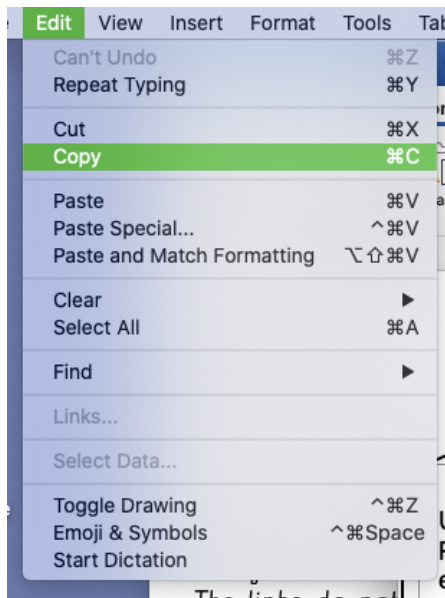 Edit View Insert Format Tools
Can't Undo ⌘Z
Repeat Typing ⌘Y
Cut ⌘X
Copy ⌘C
Paste ⌘V
Paste Special... ^⌘V
Paste and Match Formatting ⌥⇧⌘V
Clear ▶
Select All ⌘A
Find ▶
Links...
Select Data...
Toggle Drawing ^⌘Z
Emoji & Symbols ^⌘Space
Start Dictation